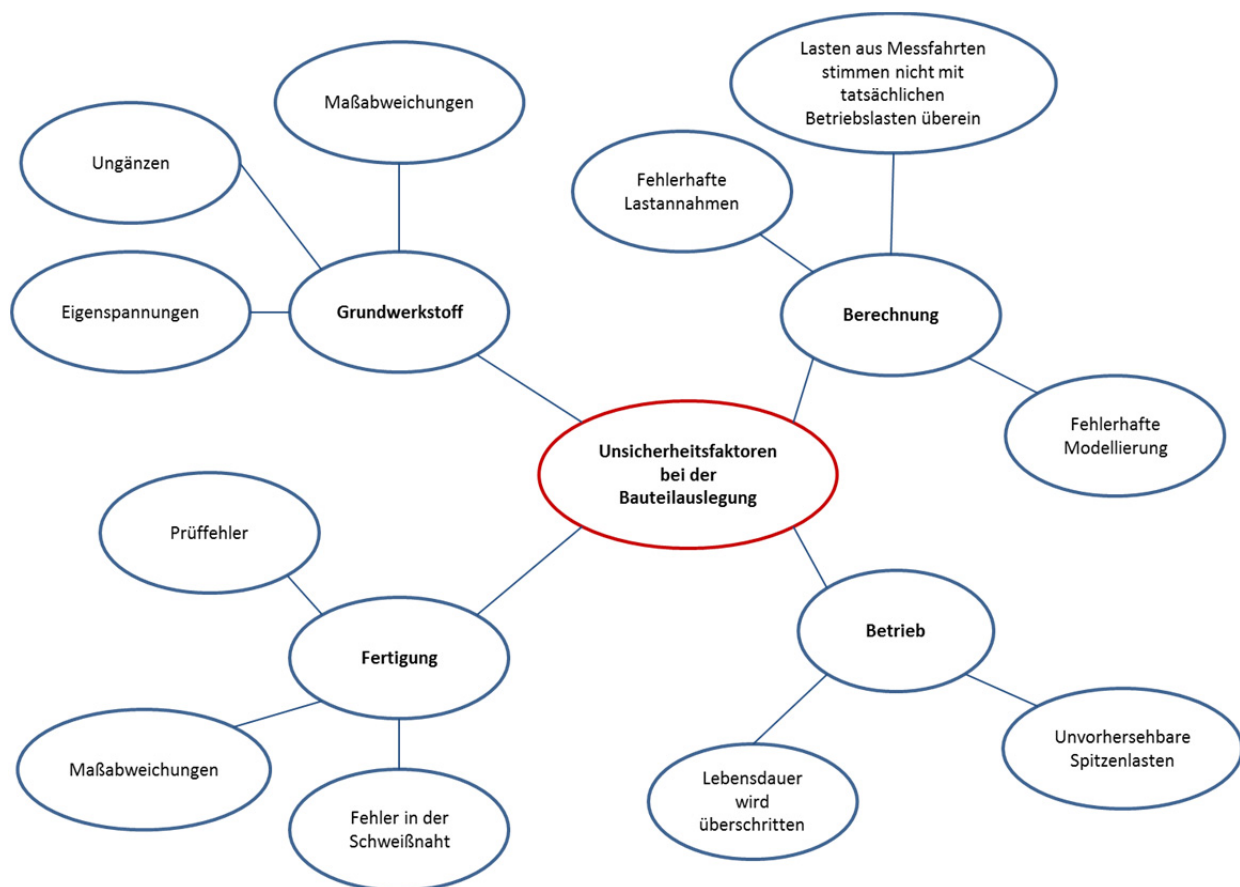 Lasten aus Messfahrten
stimmen nicht mit
tatsächlichen
Betriebslasten überein
Maßabweichungen
Ungänzen
Fehlerhafte
Lastannahmen
Eigenspannungen
Grundwerkstoff
Berechnung
Fehlerhafte
Modellierung
Unsicherheitsfaktoren
bei der
Bauteilauslegung
Prüffehler
Betrieb
Fertigung
Maßabweichungen
Fehler in der
Schweißnaht
Lebensdauer
wird
überschritten
Unvorhersehbare
Spitzenlasten